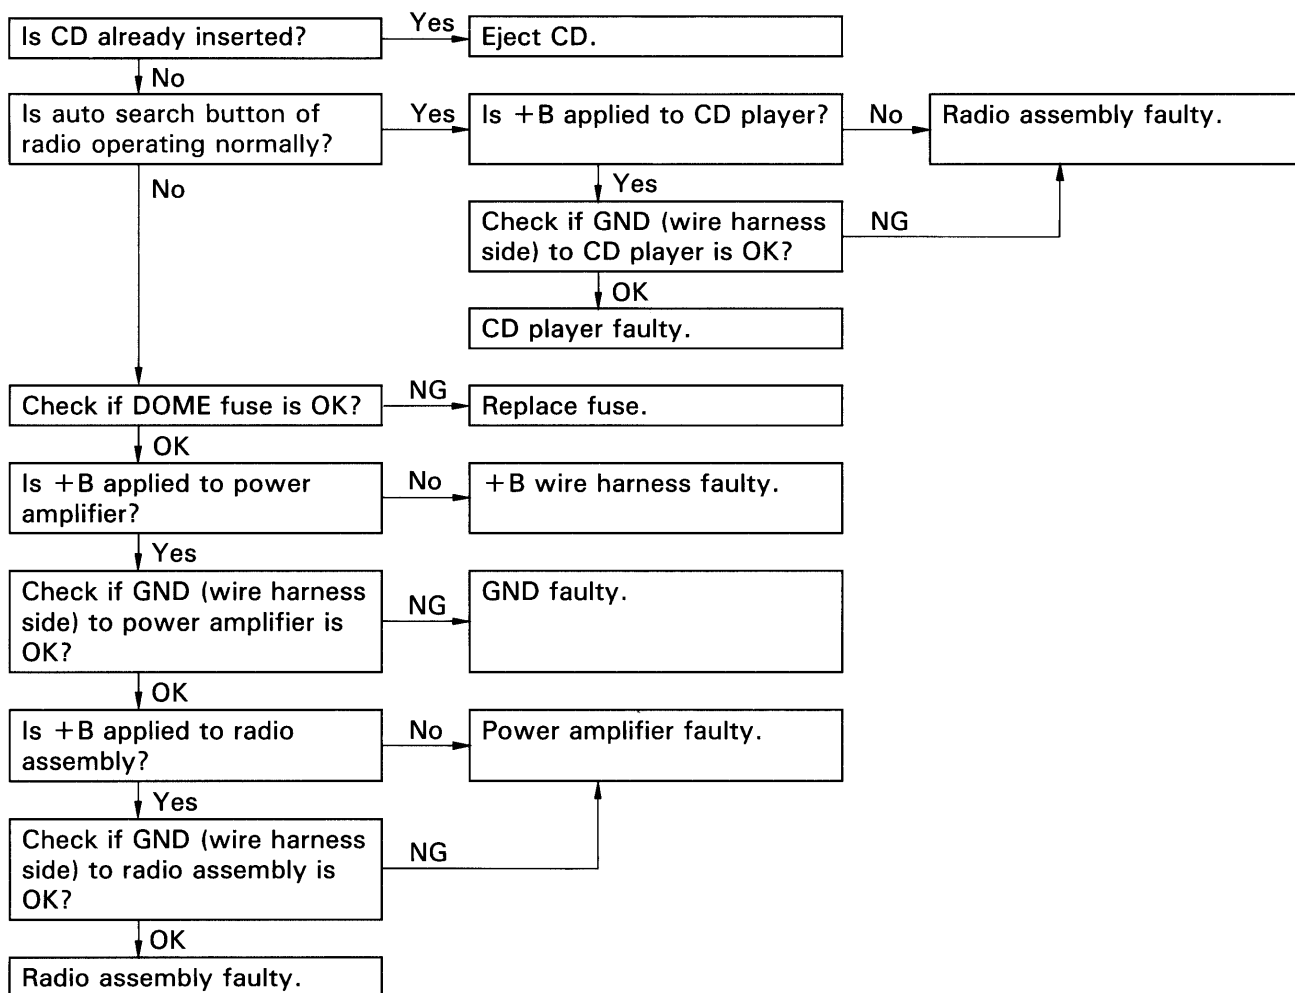 Is CD already inserted?
Yes
Eject CD.
No
Is auto search button of
radio operating normally?
Yes
Is +B applied to CD player?
No
Radio assembly faulty.
No
Yes
Check if GND (wire harness
side) to CD player is OK?
NG
OK
CD player faulty.
Check if DOME fuse is OK?
NG
Replace fuse.
OK
Is +B applied to power
amplifier?
No
+B wire harness faulty.
Yes
Check if GND (wire harness
side) to power amplifier is
OK?
NG
GND faulty.
OK
Is +B applied to radio
assembly?
No
Power amplifier faulty.
Yes
Check if GND (wire harness
side) to radio assembly is
OK?
NG
OK
Radio assembly faulty.